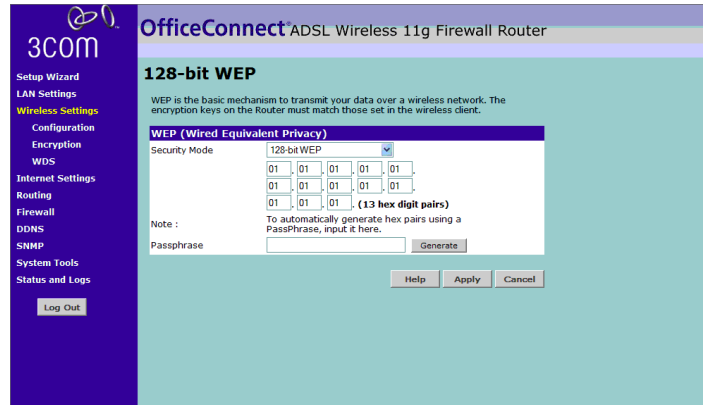 3COM
OfficeConnect® ADSL Wireless 11g Firewall Router
Setup Wizard
LAN Settings
Wireless Settings
Configuration
Encryption
WDS
Internet Settings
Routing
Firewall
DDNS
SNMP
System Tools
Status and Logs
Log Out
128-bit WEP
WEP is the basic mechanism to transmit your data over a wireless network. The
encryption keys on the Router must match those set in the wireless client.
WEP (Wired Equivalent Privacy)
Security Mode 128-bit WEP
01 . 01 . 01 . 01 . 01 .
01 . 01 . 01 . 01 . 01 .
01 . 01 . 01 . (13 hex digit pairs)
Note : To automatically generate hex pairs using a
PassPhrase, input it here.
Passphrase Generate
Help Apply Cancel